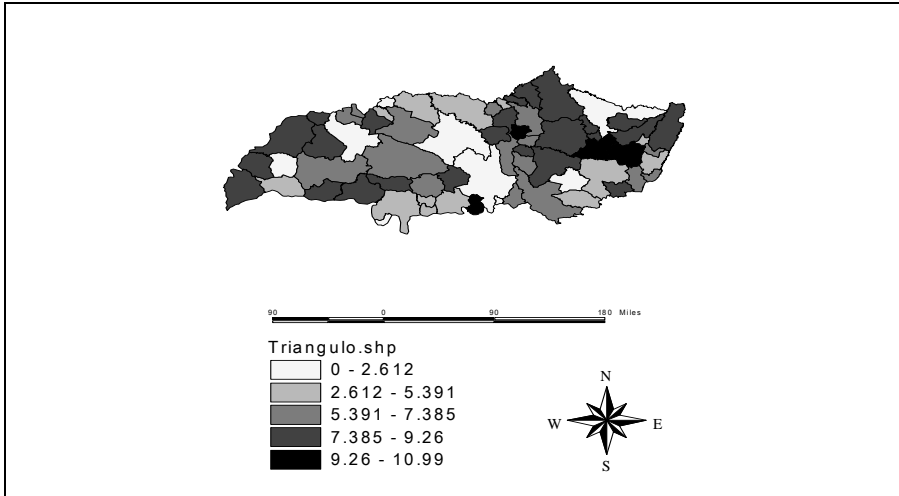 90 0 90 180 Miles
Triangulo.shp
0 - 2.612
2.612 - 5.391
5.391 - 7.385
7.385 - 9.26
9.26 - 10.99
N
W E
S